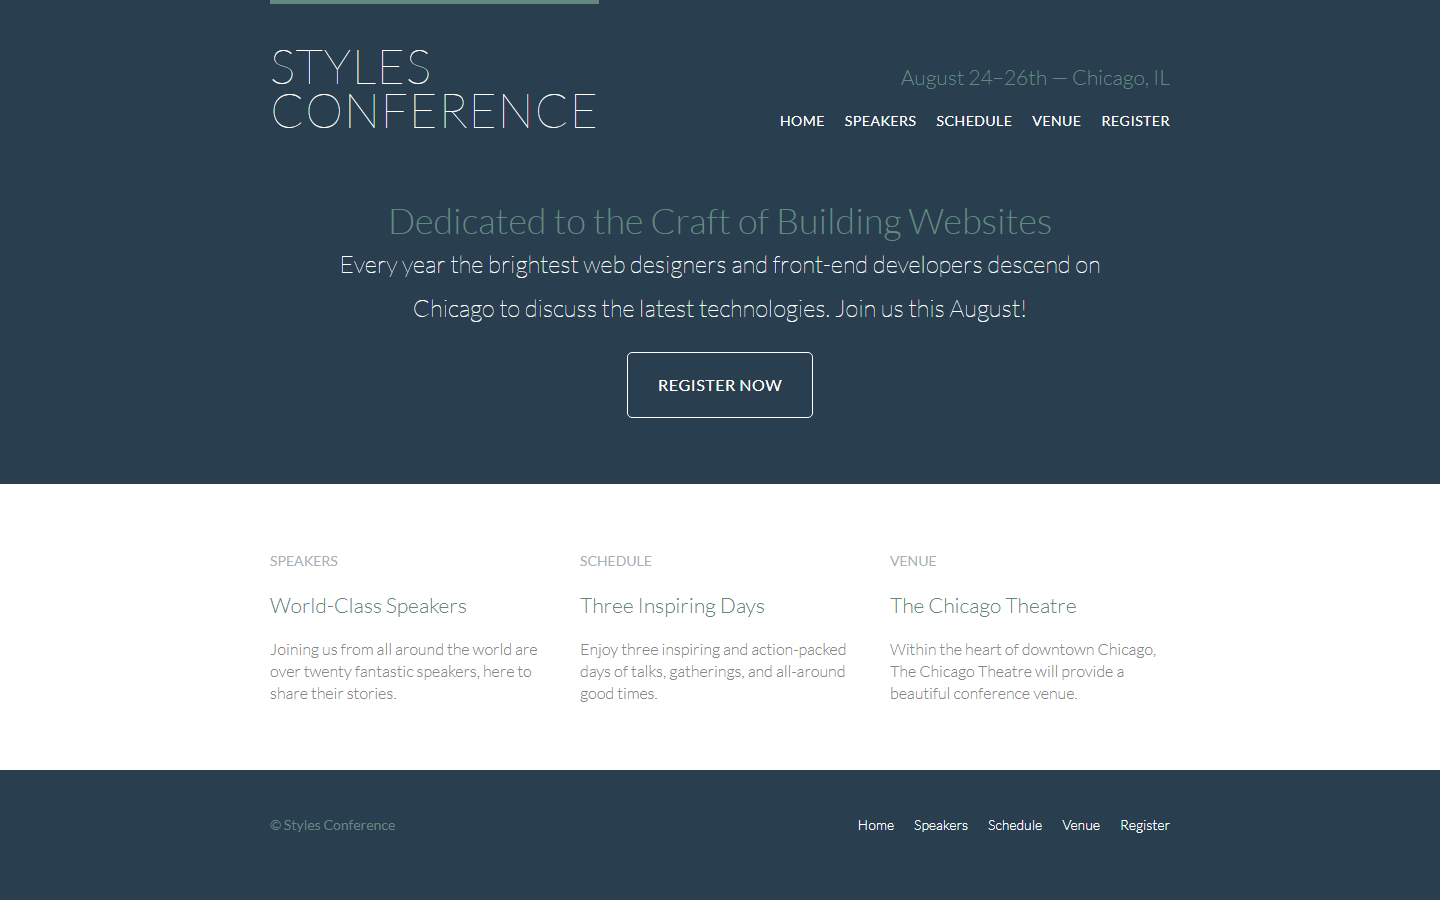 STYLES
CONFERENCE
August 24–26th — Chicago, IL
HOME SPEAKERS SCHEDULE VENUE REGISTER
Dedicated to the Craft of Building Websites
Every year the brightest web designers and front-end developers descend on
Chicago to discuss the latest technologies. Join us this August!
REGISTER NOW
SPEAKERS
World-Class Speakers
Joining us from all around the world are
over twenty fantastic speakers, here to
share their stories.
SCHEDULE
Three Inspiring Days
Enjoy three inspiring and action-packed
days of talks, gatherings, and all-around
good times.
VENUE
The Chicago Theatre
Within the heart of downtown Chicago,
The Chicago Theatre will provide a
beautiful conference venue.
© Styles Conference
Home Speakers Schedule Venue Register